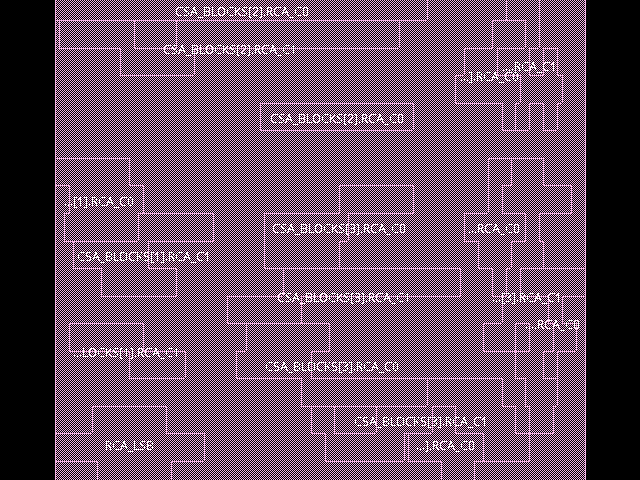 CSA_BLOCKS[2].RCA_C0
CSA_BLOCKS[2].RCA_C1
...RCA_C1
...].RCA_C0
CSA_BLOCKS[2].RCA_C0
...[1].RCA_C0
CSA_BLOCKS[3].RCA_C0
...RCA_C0
CSA_BLOCKS[1].RCA_C1
CSA_BLOCKS[3].RCA_C1
...[3].RCA_C1
...RCA_C0
...LOCKS[1].RCA_C1
CSA_BLOCKS[3].RCA_C0
CSA_BLOCKS[3].RCA_C1
RCA_LSB
...].RCA_C0